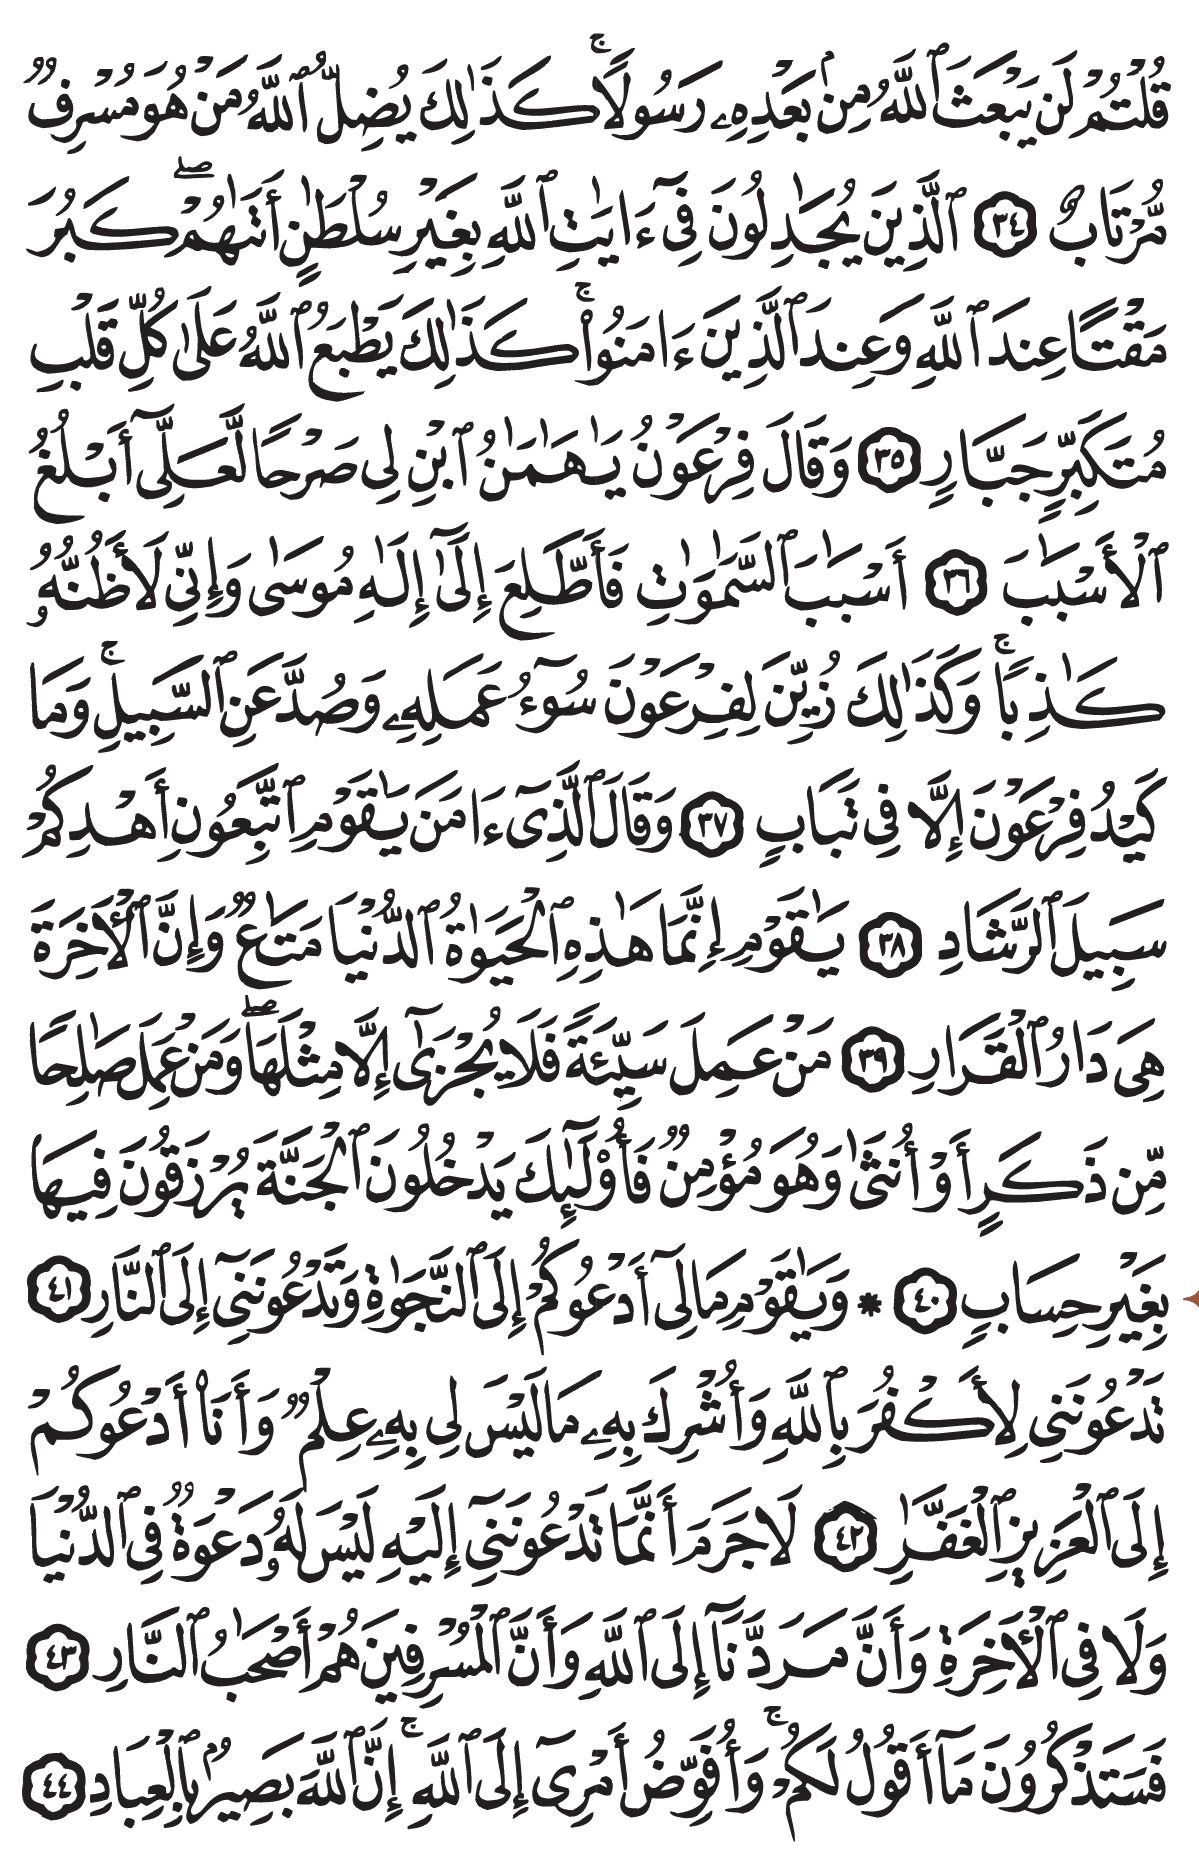 قُلۡتُمۡ لَن يَبۡعَثَ ٱللَّهُ مِنۢ بَعۡدِهِۦ رَسُولٗاۚ كَذَٰلِكَ يُضِلُّ ٱللَّهُ مَنۡ هُوَ مُسۡرِفٞ
مُّرۡتَابٌ ٣٤ ٱلَّذِينَ يُجَٰدِلُونَ فِيٓ ءَايَٰتِ ٱللَّهِ بِغَيۡرِ سُلۡطَٰنٍ أَتَىٰهُمۡۖ كَبُرَ
مَقۡتًا عِندَ ٱللَّهِ وَعِندَ ٱلَّذِينَ ءَامَنُواْۚ كَذَٰلِكَ يَطۡبَعُ ٱللَّهُ عَلَىٰ كُلِّ قَلۡبِ
مُتَكَبِّرٖ جَبَّارٖ ٣٥ وَقَالَ فِرۡعَوۡنُ يَٰهَٰمَٰنُ ٱبۡنِ لِي صَرۡحٗا لَّعَلِّيٓ أَبۡلُغُ
ٱلۡأَسۡبَٰبَ ٣٦ أَسۡبَٰبَ ٱلسَّمَٰوَٰتِ فَأَطَّلِعَ إِلَىٰٓ إِلَٰهِ مُوسَىٰ وَإِنِّي لَأَظُنُّهُۥ
كَٰذِبٗاۚ وَكَذَٰلِكَ زُيِّنَ لِفِرۡعَوۡنَ سُوٓءُ عَمَلِهِۦ وَصُدَّ عَنِ ٱلسَّبِيلِۚ وَمَا
كَيۡدُ فِرۡعَوۡنَ إِلَّا فِي تَبَابٖ ٣٧ وَقَالَ ٱلَّذِيٓ ءَامَنَ يَٰقَوۡمِ ٱتَّبِعُونِ أَهۡدِكُمۡ
سَبِيلَ ٱلرَّشَادِ ٣٨ يَٰقَوۡمِ إِنَّمَا هَٰذِهِ ٱلۡحَيَوٰةُ ٱلدُّنۡيَا مَتَٰعٞ وَإِنَّ ٱلۡأٓخِرَةَ
هِيَ دَارُ ٱلۡقَرَارِ ٣٩ مَنۡ عَمِلَ سَيِّئَةٗ فَلَا يُجۡزَىٰٓ إِلَّا مِثۡلَهَاۖ وَمَنۡ عَمِلَ صَٰلِحٗا
مِّن ذَكَرٍ أَوۡ أُنثَىٰ وَهُوَ مُؤۡمِنٞ فَأُوْلَٰٓئِكَ يَدۡخُلُونَ ٱلۡجَنَّةَ يُرۡزَقُونَ فِيهَا
بِغَيۡرِ حِسَابٖ ٤٠ * وَيَٰقَوۡمِ مَا لِيٓ أَدۡعُوكُمۡ إِلَى ٱلنَّجَوٰةِ وَتَدۡعُونَنِيٓ إِلَى ٱلنَّارِ ٤١
تَدۡعُونَنِي لِأَكۡفُرَ بِٱللَّهِ وَأُشۡرِكَ بِهِۦ مَا لَيۡسَ لِي بِهِۦ عِلۡمٞ وَأَنَا۠ أَدۡعُوكُمۡ
إِلَى ٱلۡعَزِيزِ ٱلۡغَفَّٰرِ ٤٢ لَا جَرَمَ أَنَّمَا تَدۡعُونَنِيٓ إِلَيۡهِ لَيۡسَ لَهُۥ دَعۡوَةٞ فِي ٱلدُّنۡيَا
وَلَا فِي ٱلۡأٓخِرَةِ وَأَنَّ مَرَدَّنَآ إِلَى ٱللَّهِ وَأَنَّ ٱلۡمُسۡرِفِينَ هُمۡ أَصۡحَٰبُ ٱلنَّارِ ٤٣
فَسَتَذۡكُرُونَ مَآ أَقُولُ لَكُمۡۚ وَأُفَوِّضُ أَمۡرِيٓ إِلَى ٱللَّهِۚ إِنَّ ٱللَّهَ بَصِيرُۢ بِٱلۡعِبَادِ ٤٤